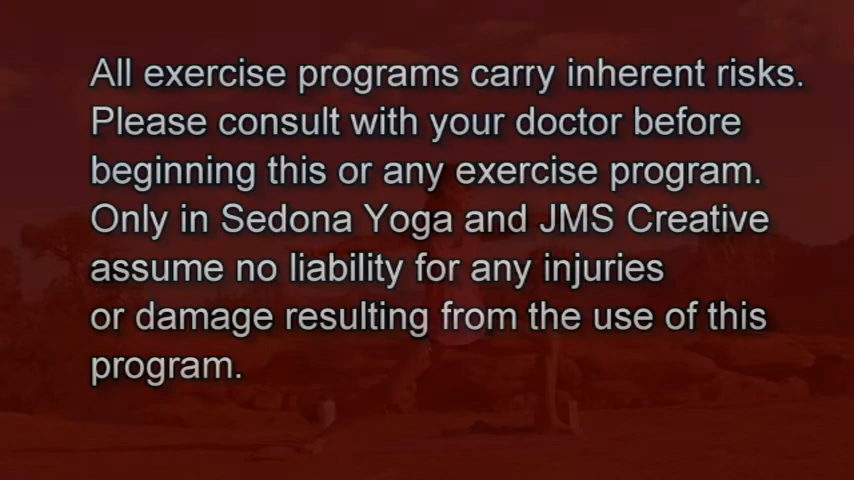 All exercise programs carry inherent risks.
Please consult with your doctor before
beginning this or any exercise program.
Only in Sedona Yoga and JMS Creative
assume no liability for any injuries
or damage resulting from the use of this
program.